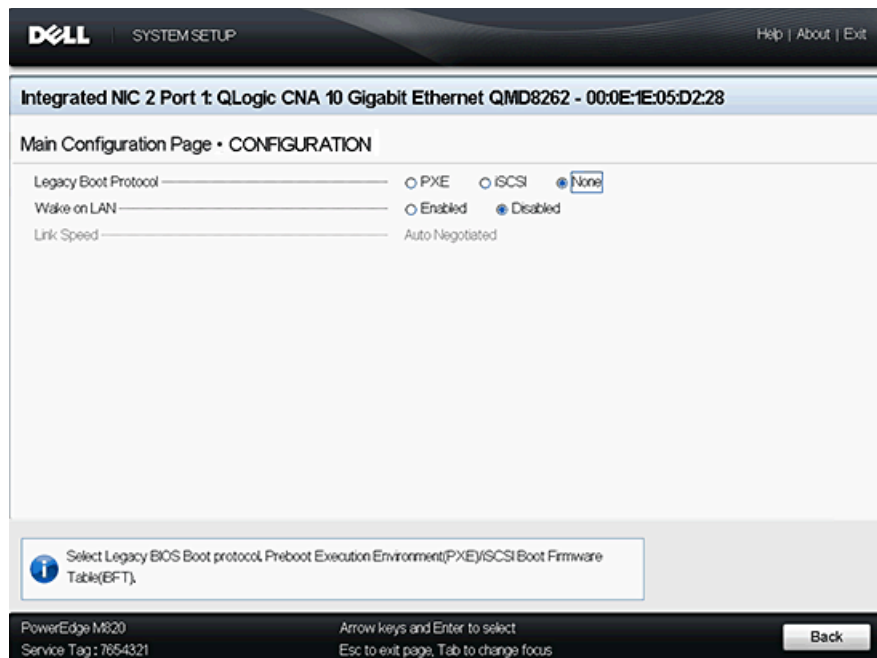 DELL SYSTEM SETUP Help | About | Exit
Integrated NIC 2 Port 1: QLogic CNA 10 Gigabit Ethernet QMD8262 - 00:0E:1E:05:D2:28
Main Configuration Page • CONFIGURATION
Legacy Boot Protocol PXE iSCSI None
Wake on LAN Enabled Disabled
Link Speed Auto Negotiated
Select Legacy BIOS Boot protocol. Preboot Execution Environment(PXE)/iSCSI Boot Firmware
Table(iBFT).
PowerEdge M820 Arrow keys and Enter to select
Service Tag : 7654321 Esc to exit page, Tab to change focus
Back